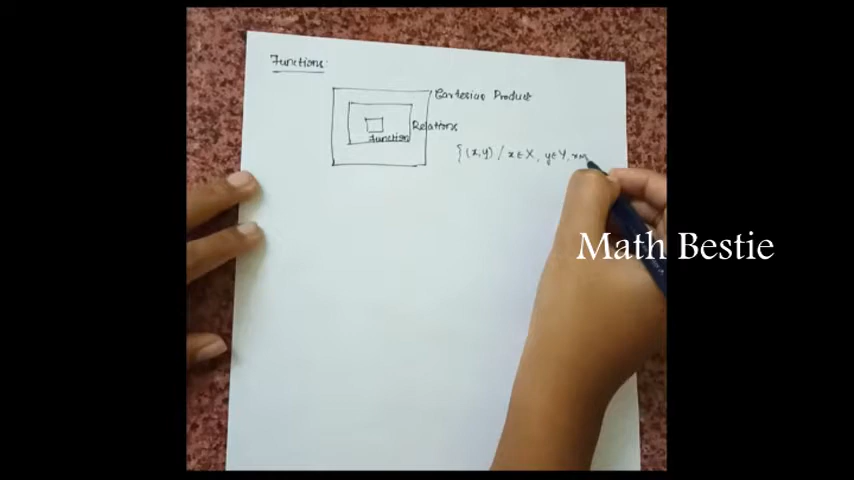 Functions:
Cartesian Product
Relations
function
{(x,y) / x ∈ X, y ∈ Y, x
Math Bestie